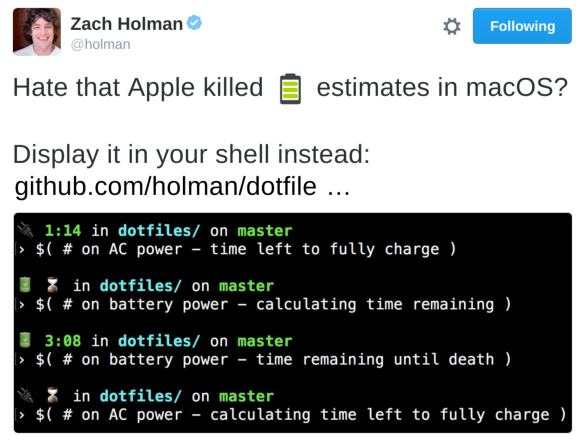 Zach Holman
@holman
Following
Hate that Apple killed 🔋 estimates in macOS?
Display it in your shell instead:
github.com/holman/dotfile …
🔌 1:14 in dotfiles/ on master
› $( # on AC power – time left to fully charge )
🔋 ⏳ in dotfiles/ on master
› $( # on battery power – calculating time remaining )
🔋 3:08 in dotfiles/ on master
› $( # on battery power – time remaining until death )
🔌 ⏳ in dotfiles/ on master
› $( # on AC power – calculating time left to fully charge )